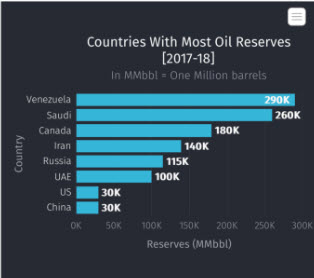 Countries With Most Oil Reserves
[2017-18]
In MMbbl = One Million barrels
Country
Venezuela 290K
Saudi 260K
Canada 180K
Iran 140K
Russia 115K
UAE 100K
US 30K
China 30K
0K 50K 100K 150K 200K 250K 300K
Reserves (MMbbl)